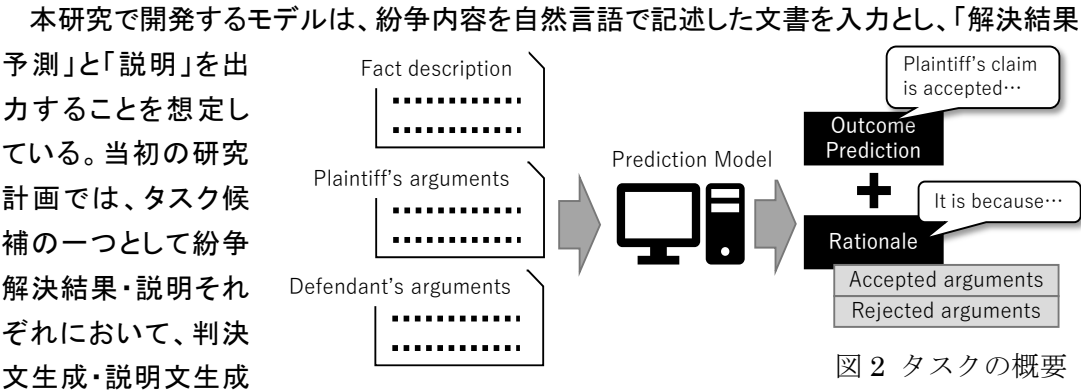 本研究で開発するモデルは、紛争内容を自然言語で記述した文書を入力とし、「解決結果
予測」と「説明」を出
力することを想定し
ている。当初の研究
計画では、タスク候
補の一つとして紛争
解決結果・説明それ
ぞれにおいて、判決
文生成・説明文生成
Fact description
Plaintiff's arguments
Defendant's arguments
Prediction Model
Plaintiff's claim
is accepted…
Outcome
Prediction
It is because…
Rationale
Accepted arguments
Rejected arguments
図 2 タスクの概要